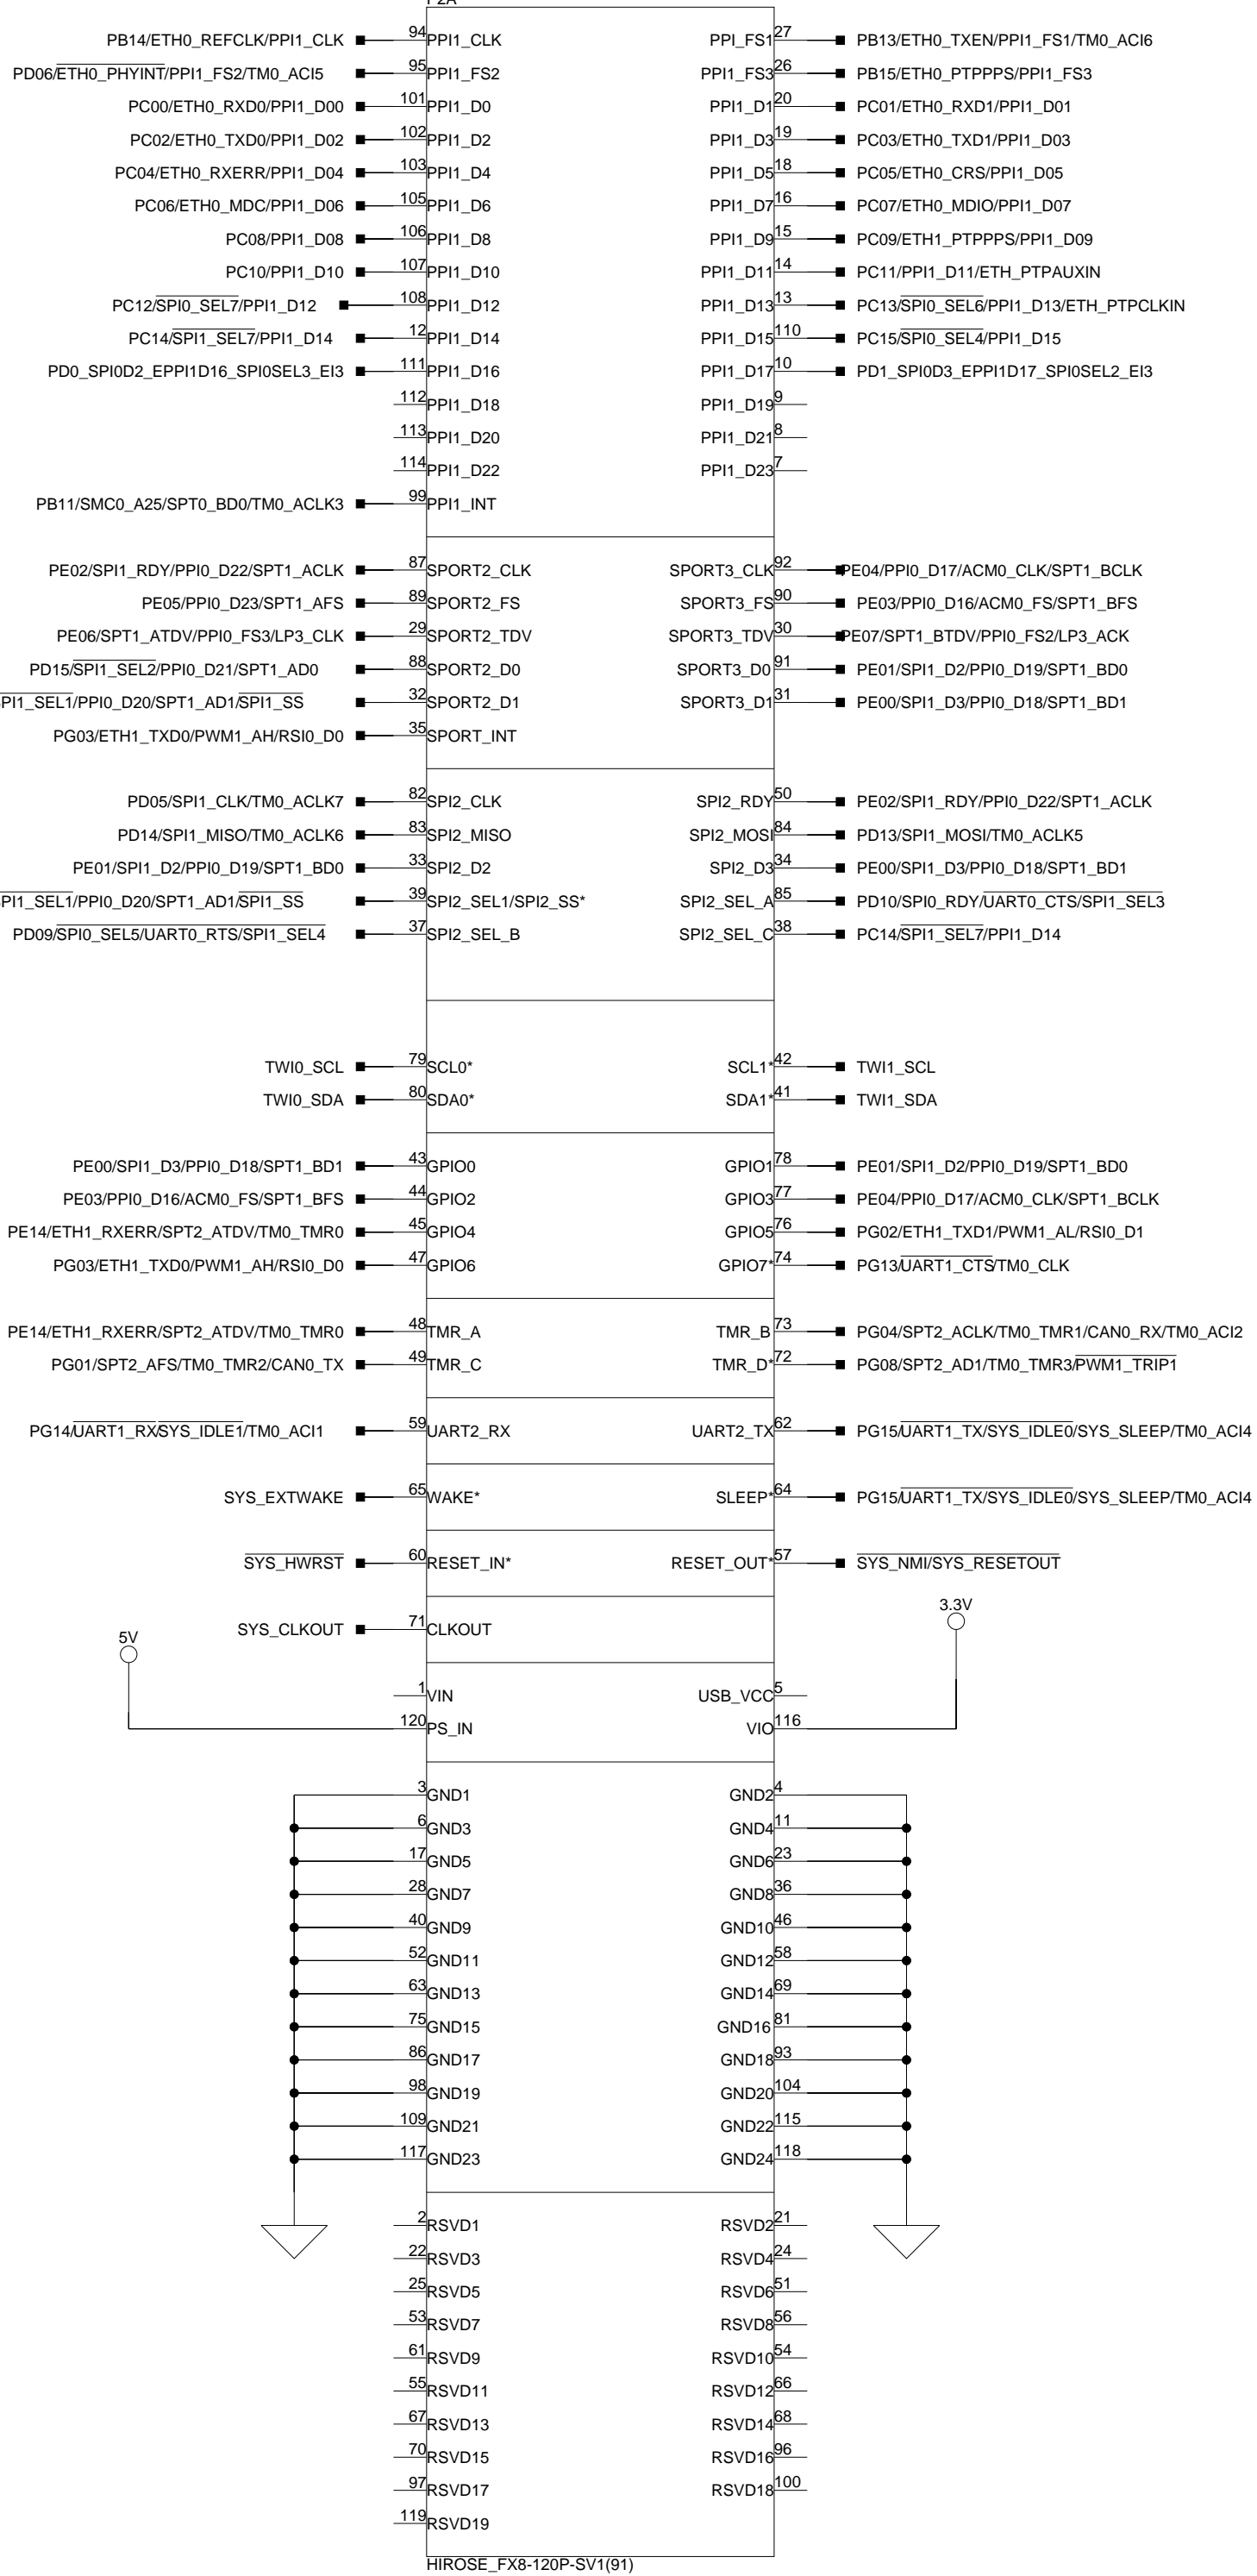 PB14/ETH0_REFCLK/PPI1_CLK 94 PPI1_CLK PPI_FS1 27 PB13/ETH0_TXEN/PPI1_FS1/TM0_ACI6
PD06/ETH0_PHYINT/PPI1_FS2/TM0_ACI5 95 PPI1_FS2 PPI1_FS3 26 PB15/ETH0_PTPPPS/PPI1_FS3
PC00/ETH0_RXD0/PPI1_D00 101 PPI1_D0 PPI1_D1 20 PC01/ETH0_RXD1/PPI1_D01
PC02/ETH0_TXD0/PPI1_D02 102 PPI1_D2 PPI1_D3 19 PC03/ETH0_TXD1/PPI1_D03
PC04/ETH0_RXERR/PPI1_D04 103 PPI1_D4 PPI1_D5 18 PC05/ETH0_CRS/PPI1_D05
PC06/ETH0_MDC/PPI1_D06 105 PPI1_D6 PPI1_D7 16 PC07/ETH0_MDIO/PPI1_D07
PC08/PPI1_D08 106 PPI1_D8 PPI1_D9 15 PC09/ETH1_PTPPPS/PPI1_D09
PC10/PPI1_D10 107 PPI1_D10 PPI1_D11 14 PC11/PPI1_D11/ETH_PTPAUXIN
PC12/SPI0_SEL7/PPI1_D12 108 PPI1_D12 PPI1_D13 13 PC13/SPI0_SEL6/PPI1_D13/ETH_PTPCLKIN
PC14/SPI1_SEL7/PPI1_D14 12 PPI1_D14 PPI1_D15 110 PC15/SPI0_SEL4/PPI1_D15
PD0_SPI0D2_EPPI1D16_SPI0SEL3_EI3 111 PPI1_D16 PPI1_D17 10 PD1_SPI0D3_EPPI1D17_SPI0SEL2_EI3
112 PPI1_D18 PPI1_D19 9
113 PPI1_D20 PPI1_D21 8
114 PPI1_D22 PPI1_D23 7
PB11/SMC0_A25/SPT0_BD0/TM0_ACLK3 99 PPI1_INT
PE02/SPI1_RDY/PPI0_D22/SPT1_ACLK 87 SPORT2_CLK SPORT3_CLK 92 PE04/PPI0_D17/ACM0_CLK/SPT1_BCLK
PE05/PPI0_D23/SPT1_AFS 89 SPORT2_FS SPORT3_FS 90 PE03/PPI0_D16/ACM0_FS/SPT1_BFS
PE06/SPT1_ATDV/PPI0_FS3/LP3_CLK 29 SPORT2_TDV SPORT3_TDV 30 PE07/SPT1_BTDV/PPI0_FS2/LP3_ACK
PD15/SPI1_SEL2/PPI0_D21/SPT1_AD0 88 SPORT2_D0 SPORT3_D0 91 PE01/SPI1_D2/PPI0_D19/SPT1_BD0
PI1_SEL1/PPI0_D20/SPT1_AD1/SPI1_SS 32 SPORT2_D1 SPORT3_D1 31 PE00/SPI1_D3/PPI0_D18/SPT1_BD1
PG03/ETH1_TXD0/PWM1_AH/RSI0_D0 35 SPORT_INT
PD05/SPI1_CLK/TM0_ACLK7 82 SPI2_CLK SPI2_RDY 50 PE02/SPI1_RDY/PPI0_D22/SPT1_ACLK
PD14/SPI1_MISO/TM0_ACLK6 83 SPI2_MISO SPI2_MOSI 84 PD13/SPI1_MOSI/TM0_ACLK5
PE01/SPI1_D2/PPI0_D19/SPT1_BD0 33 SPI2_D2 SPI2_D3 34 PE00/SPI1_D3/PPI0_D18/SPT1_BD1
PI1_SEL1/PPI0_D20/SPT1_AD1/SPI1_SS 39 SPI2_SEL1/SPI2_SS* SPI2_SEL_A 85 PD10/SPI0_RDY/UART0_CTS/SPI1_SEL3
PD09/SPI0_SEL5/UART0_RTS/SPI1_SEL4 37 SPI2_SEL_B SPI2_SEL_C 38 PC14/SPI1_SEL7/PPI1_D14
TWI0_SCL 79 SCL0* SCL1* 42 TWI1_SCL
TWI0_SDA 80 SDA0* SDA1* 41 TWI1_SDA
PE00/SPI1_D3/PPI0_D18/SPT1_BD1 43 GPIO0 GPIO1 78 PE01/SPI1_D2/PPI0_D19/SPT1_BD0
PE03/PPI0_D16/ACM0_FS/SPT1_BFS 44 GPIO2 GPIO3 77 PE04/PPI0_D17/ACM0_CLK/SPT1_BCLK
PE14/ETH1_RXERR/SPT2_ATDV/TM0_TMR0 45 GPIO4 GPIO5 76 PG02/ETH1_TXD1/PWM1_AL/RSI0_D1
PG03/ETH1_TXD0/PWM1_AH/RSI0_D0 47 GPIO6 GPIO7* 74 PG13/UART1_CTS/TM0_CLK
PE14/ETH1_RXERR/SPT2_ATDV/TM0_TMR0 48 TMR_A TMR_B 73 PG04/SPT2_ACLK/TM0_TMR1/CAN0_RX/TM0_ACI2
PG01/SPT2_AFS/TM0_TMR2/CAN0_TX 49 TMR_C TMR_D* 72 PG08/SPT2_AD1/TM0_TMR3/PWM1_TRIP1
PG14/UART1_RX/SYS_IDLE1/TM0_ACI1 59 UART2_RX UART2_TX 62 PG15/UART1_TX/SYS_IDLE0/SYS_SLEEP/TM0_ACI4
SYS_EXTWAKE 65 WAKE* SLEEP* 64 PG15/UART1_TX/SYS_IDLE0/SYS_SLEEP/TM0_ACI4
SYS_HWRST 60 RESET_IN* RESET_OUT* 57 SYS_NMI/SYS_RESETOUT
SYS_CLKOUT 71 CLKOUT
5V 3.3V
1 VIN USB_VCC 5
120 PS_IN VIO 116
3 GND1 GND2 4
6 GND3 GND4 11
17 GND5 GND6 23
28 GND7 GND8 36
40 GND9 GND10 46
52 GND11 GND12 58
63 GND13 GND14 69
75 GND15 GND16 81
86 GND17 GND18 93
98 GND19 GND20 104
109 GND21 GND22 115
117 GND23 GND24 118
2 RSVD1 RSVD2 21
22 RSVD3 RSVD4 24
25 RSVD5 RSVD6 51
53 RSVD7 RSVD8 56
61 RSVD9 RSVD10 54
55 RSVD11 RSVD12 66
67 RSVD13 RSVD14 68
70 RSVD15 RSVD16 96
97 RSVD17 RSVD18 100
119 RSVD19
HIROSE_FX8-120P-SV1(91)